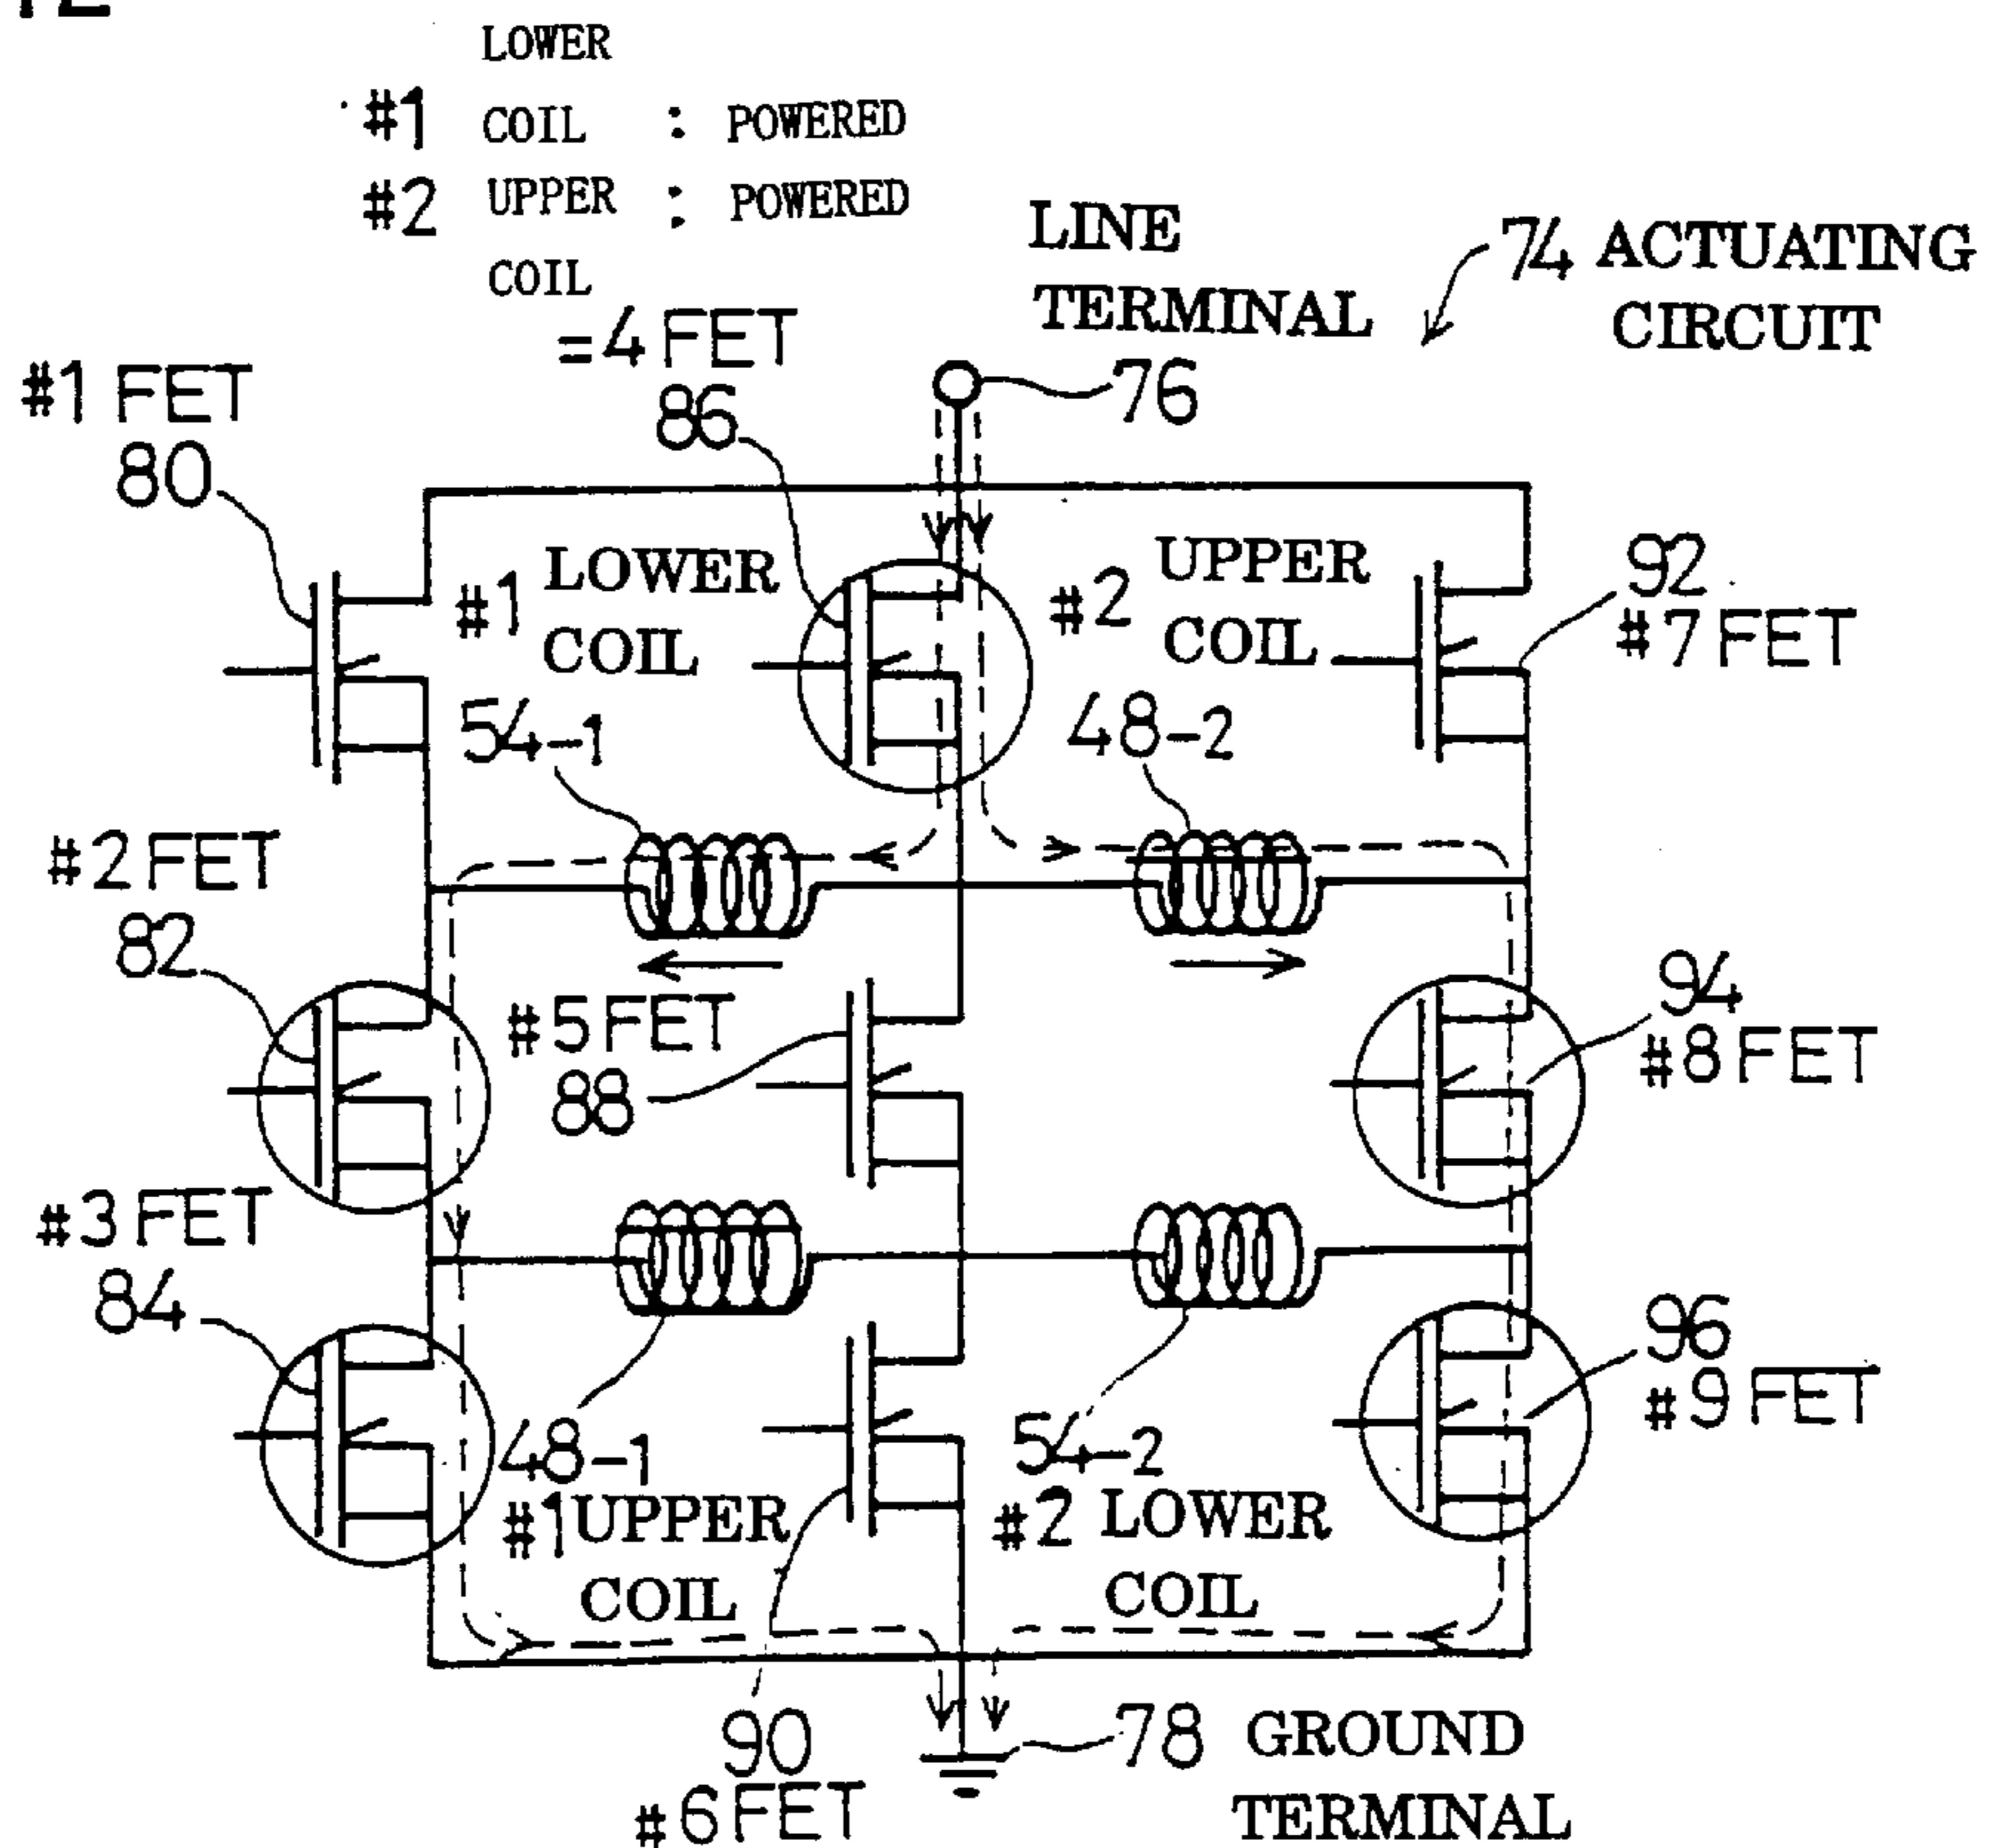 LOWER
#1 COIL : POWERED
#2 UPPER : POWERED
COIL
LINE
TERMINAL
76
74 ACTUATING
CIRCUIT
=4 FET
86
#1 FET
80
#1 LOWER
COIL
54-1
#2 UPPER
COIL
48-2
92
#7 FET
#2 FET
82
#5 FET
88
94
#8 FET
#3 FET
84
48-1
#1 UPPER
COIL
54-2
#2 LOWER
COIL
96
#9 FET
90
#6 FET
78 GROUND
TERMINAL